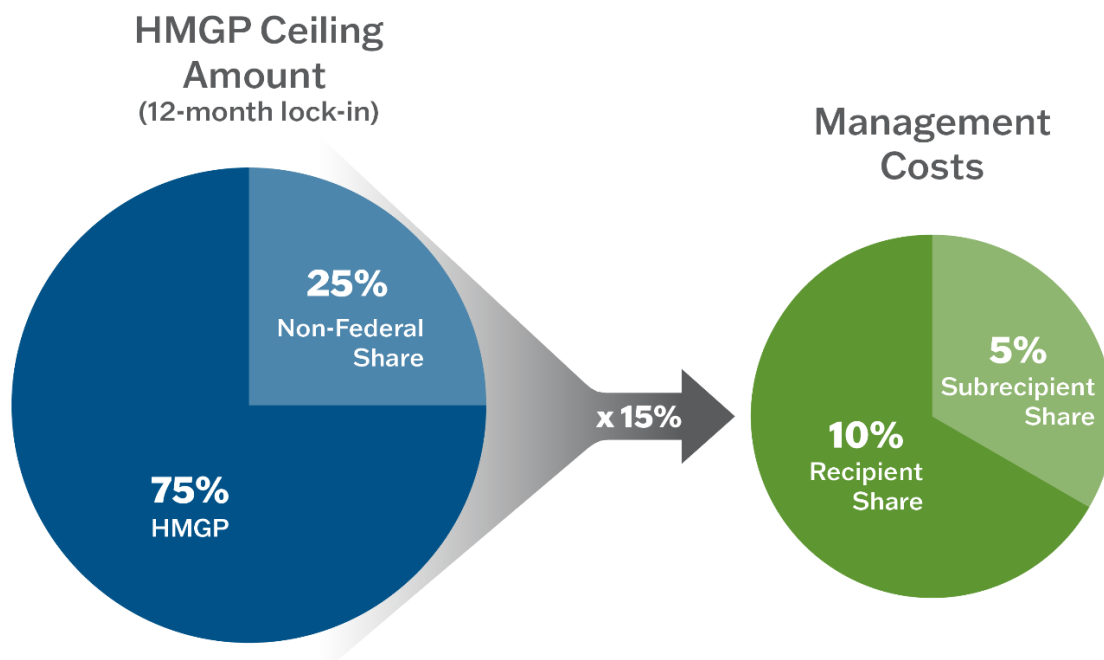 HMGP Ceiling
Amount
(12-month lock-in)
25%
Non-Federal
Share
75%
HMGP
x 15%
Management
Costs
5%
Subrecipient
Share
10%
Recipient
Share